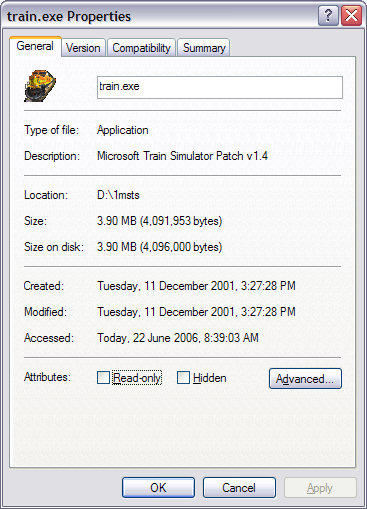 train.exe Properties
General Version Compatibility Summary
train.exe
Type of file: Application
Description: Microsoft Train Simulator Patch v1.4
Location: D:\1msts
Size: 3.90 MB (4,091,953 bytes)
Size on disk: 3.90 MB (4,096,000 bytes)
Created: Tuesday, 11 December 2001, 3:27:28 PM
Modified: Tuesday, 11 December 2001, 3:27:28 PM
Accessed: Today, 22 June 2006, 8:39:03 AM
Attributes: Read-only Hidden Advanced...
OK Cancel Apply